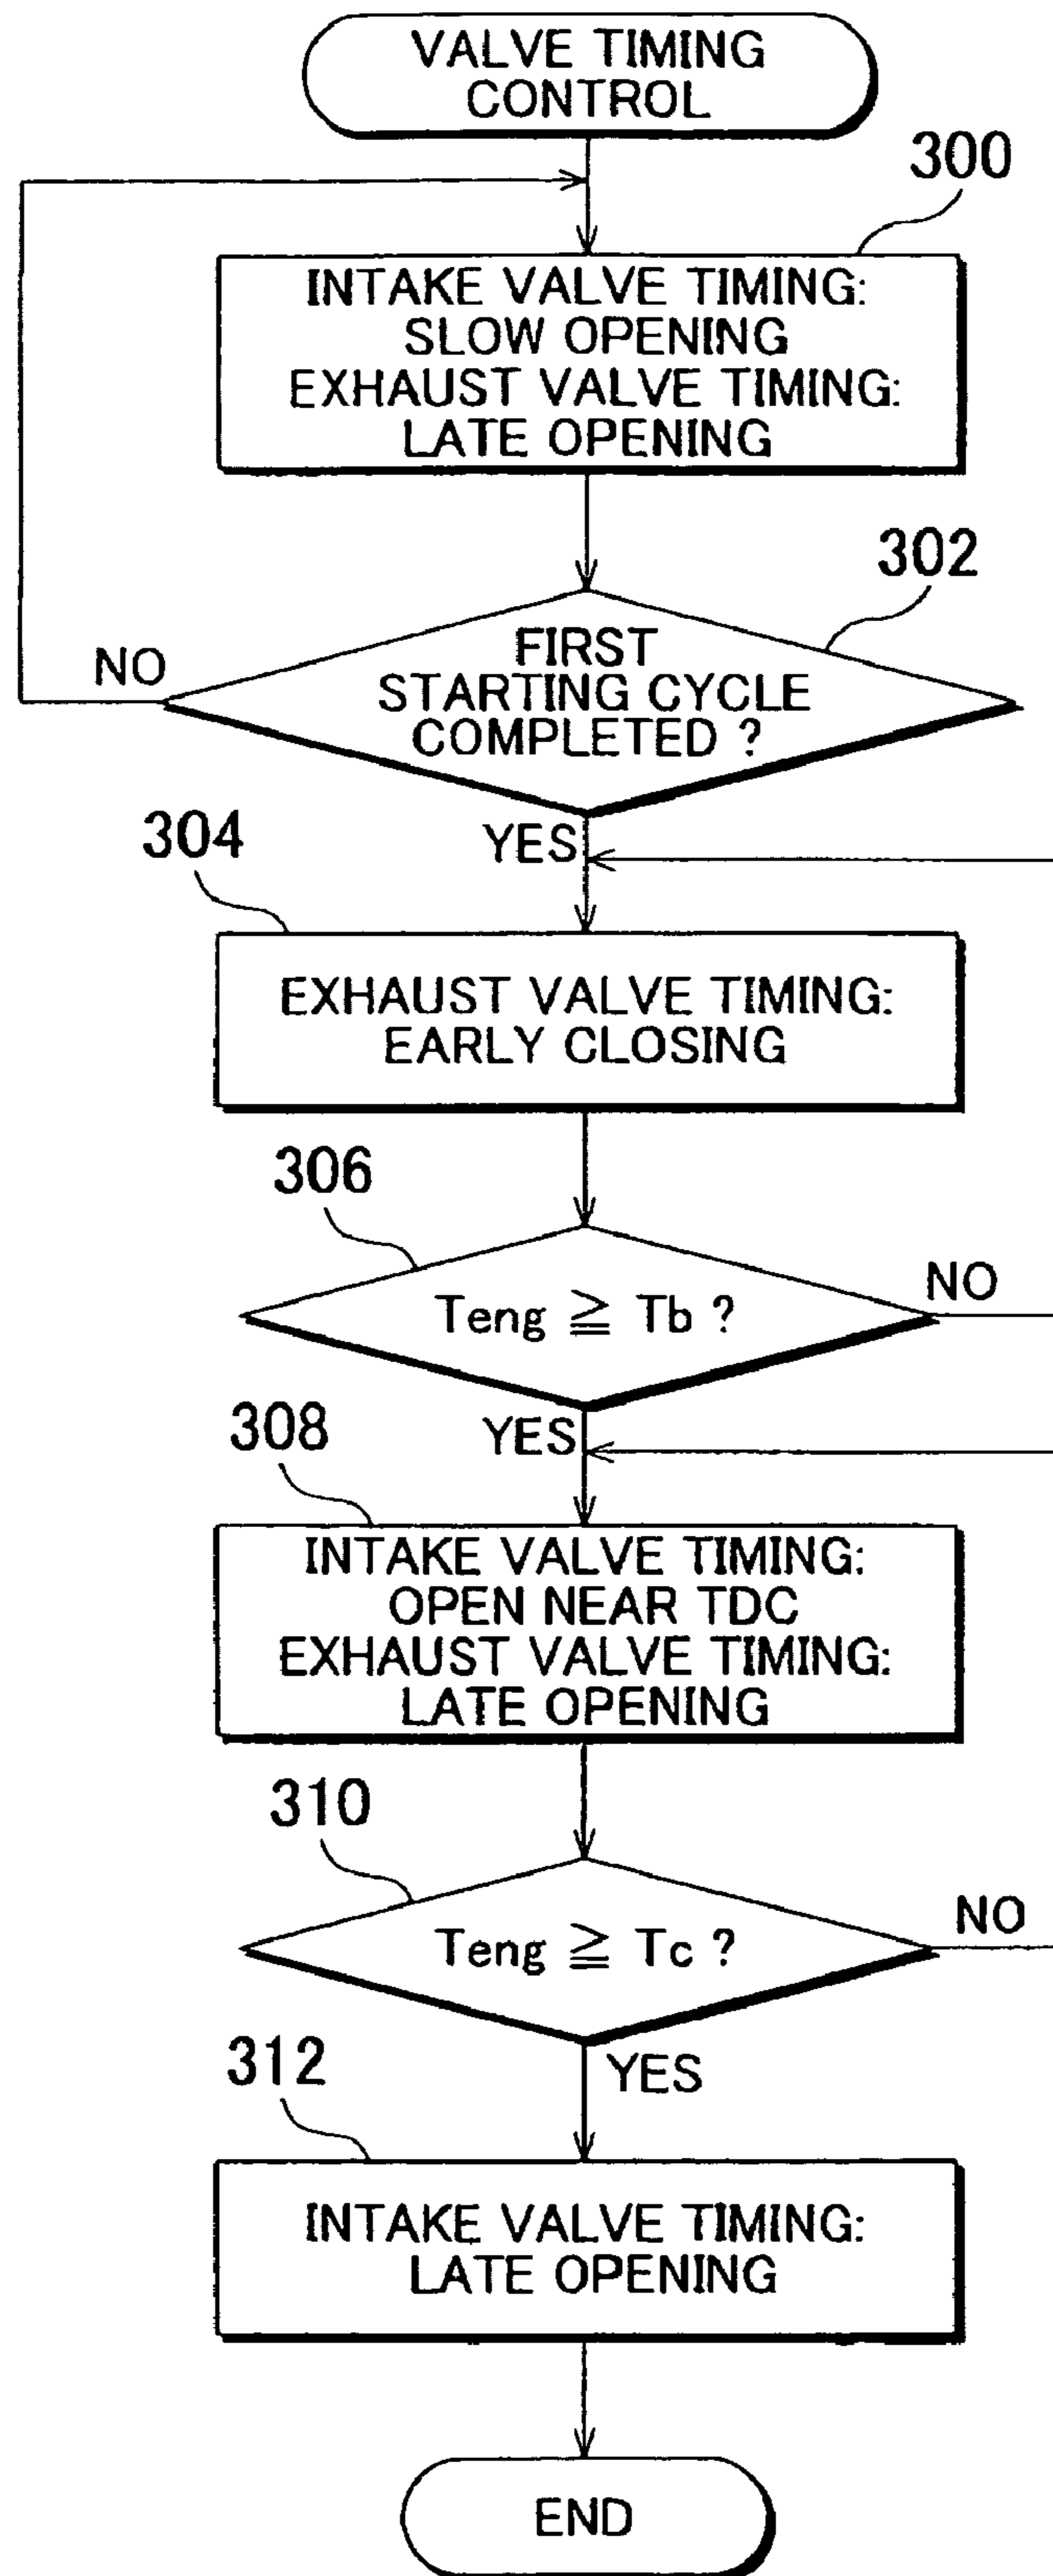 VALVE TIMING
CONTROL
300
INTAKE VALVE TIMING:
SLOW OPENING
EXHAUST VALVE TIMING:
LATE OPENING
302
FIRST
STARTING CYCLE
COMPLETED ?
NO
YES
304
EXHAUST VALVE TIMING:
EARLY CLOSING
306
Teng ≧ Tb ?
NO
YES
308
INTAKE VALVE TIMING:
OPEN NEAR TDC
EXHAUST VALVE TIMING:
LATE OPENING
310
Teng ≧ Tc ?
NO
YES
312
INTAKE VALVE TIMING:
LATE OPENING
END